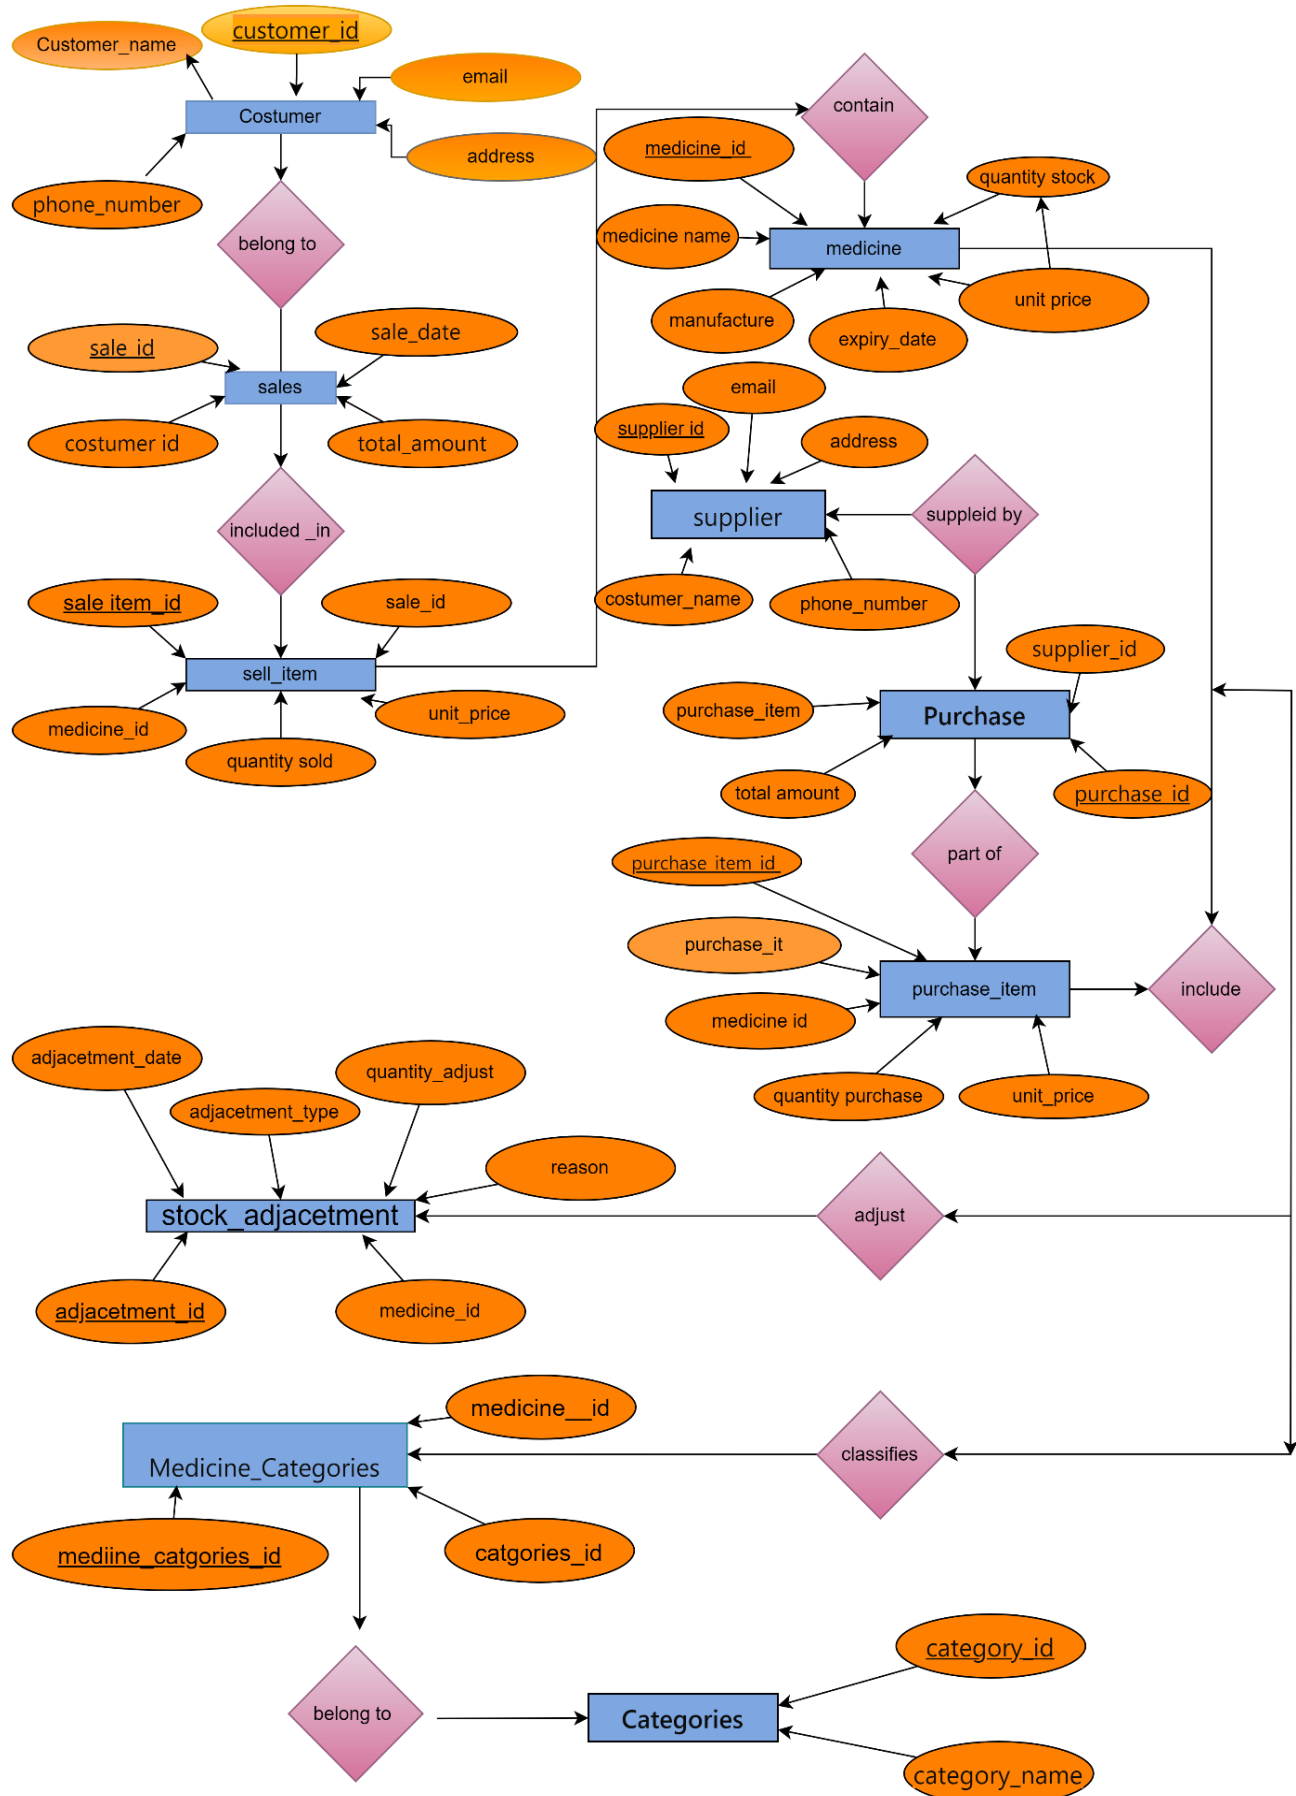 Customer_name
customer_id
email
Costumer
address
phone_number
belong to
sale_id
sale_date
sales
costumer id
total_amount
included _in
sale item_id
sale_id
sell_item
medicine_id
unit_price
quantity sold
contain
medicine_id
quantity stock
medicine name
medicine
manufacture
unit price
expiry_date
email
supplier id
address
supplier
suppleid by
costumer_name
phone_number
supplier_id
purchase_item
Purchase
total amount
purchase_id
part of
purchase_item_id
purchase_it
purchase_item
include
medicine id
quantity purchase
unit_price
adjacetment_date
quantity_adjust
adjacetment_type
reason
stock_adjacetment
adjust
adjacetment_id
medicine_id
medicine__id
Medicine_Categories
classifies
mediine_catgories_id
catgories_id
category_id
belong to
Categories
category_name